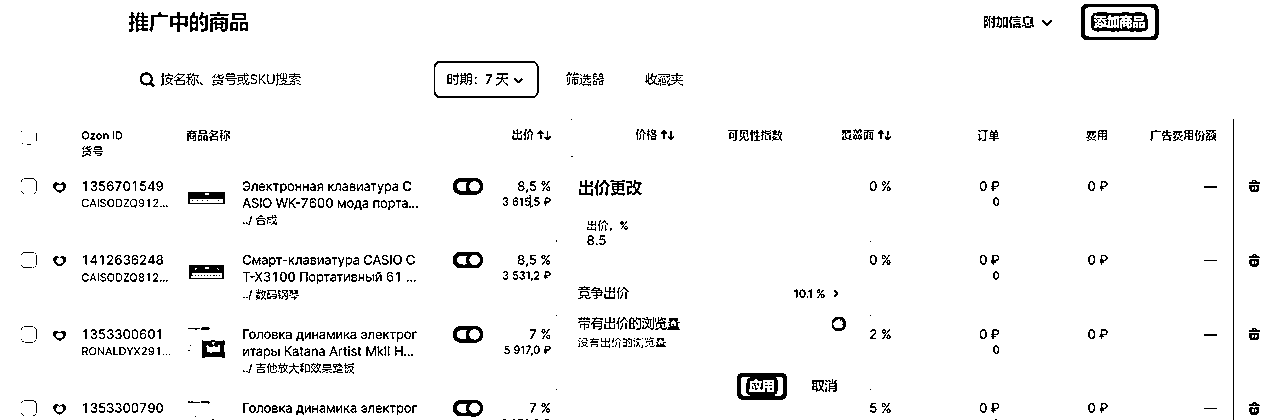 推广中的商品
附加信息
添加商品
按名称、货号或SKU搜索
时期：7 天
筛选器
收藏夹
Ozon ID
货号
商品名称
出价
价格
可见性指数
覆盖面
订单
费用
广告费用份额
1356701549
CAISODZQ912...
Электронная клавиатура C
ASIO WK-7600 мода порта...
../ 合成
8,5 %
3 615,5 ₽
出价更改
出价，%
8.5
0 %
0 ₽
0
0 ₽
—
1412636248
CAISODZQ812...
Смарт-клавиатура CASIO C
T-X3100 Портативный 61 ...
../ 数码钢琴
8,5 %
3 531,2 ₽
竞争出价
10.1 %
0 %
0 ₽
0
0 ₽
—
1353300601
RONALDYX291...
Головка динамика электрог
итары Katana Artist MkII H...
../ 吉他放大和效果踏板
7 %
5 917,0 ₽
带有出价的浏览量
没有出价的浏览量
2 %
0 ₽
0
0 ₽
—
应用
取消
1353300790
Головка динамика электрог
7 %
5 %
0 ₽
0 ₽
—